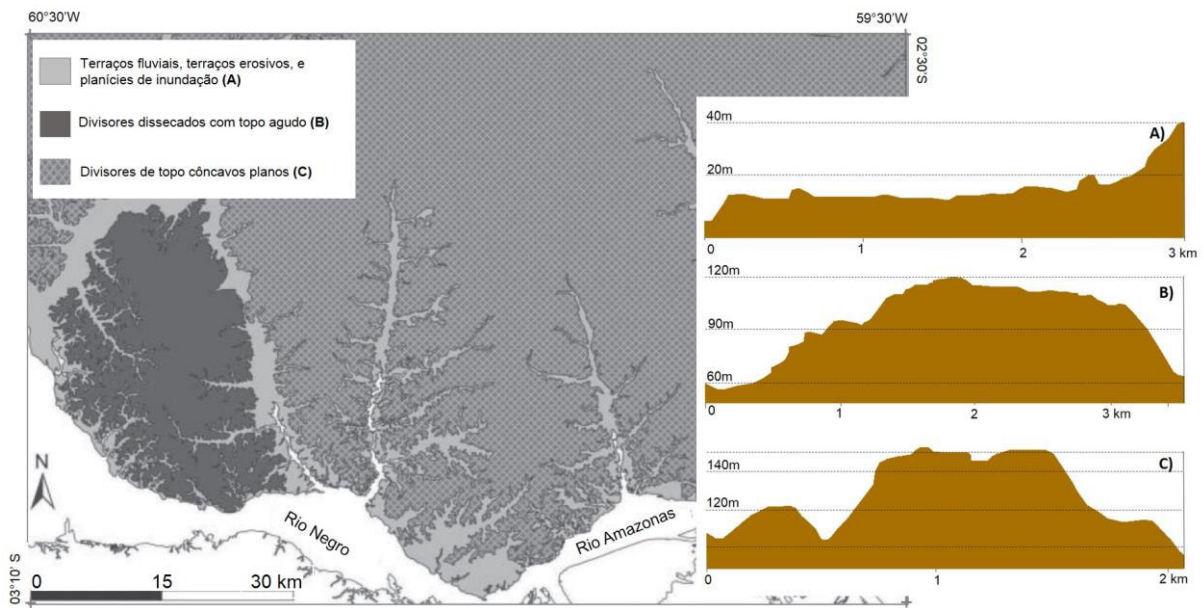 60°30'W
59°30'W
02°30'S
Terraços fluviais, terraços erosivos, e
planícies de inundação (A)
Divisores dissecados com topo agudo (B)
Divisores de topo côncavos planos (C)
40m
A)
20m
0 1 2 3 km
120m
B)
90m
60m
0 1 2 3 km
C)
140m
120m
0 1 2 km
N
Rio Negro
Rio Amazonas
03°10' S
0 15 30 km